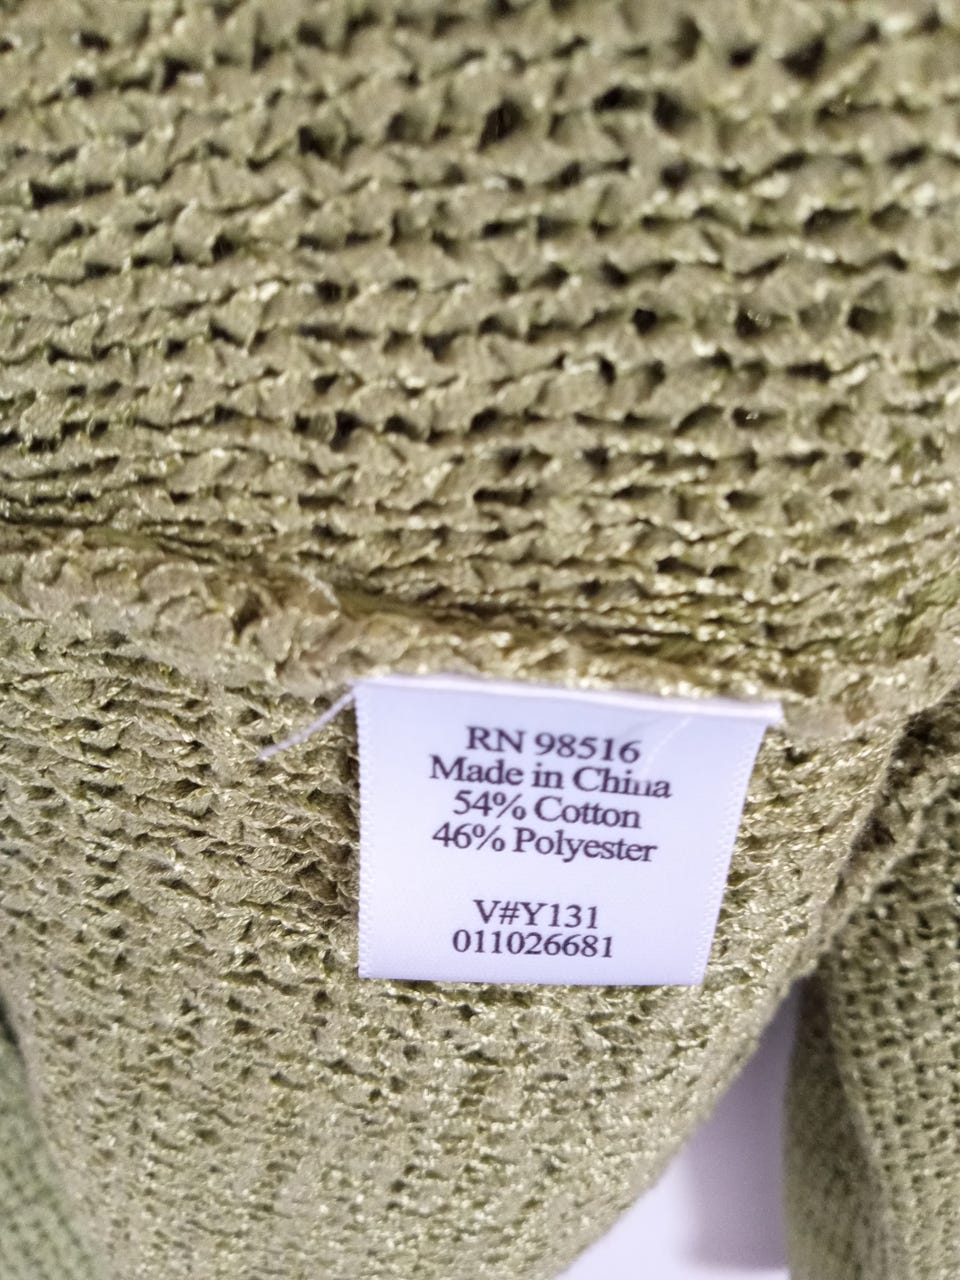 RN 98516
Made in China
54% Cotton
46% Polyester
V#Y131
011026681